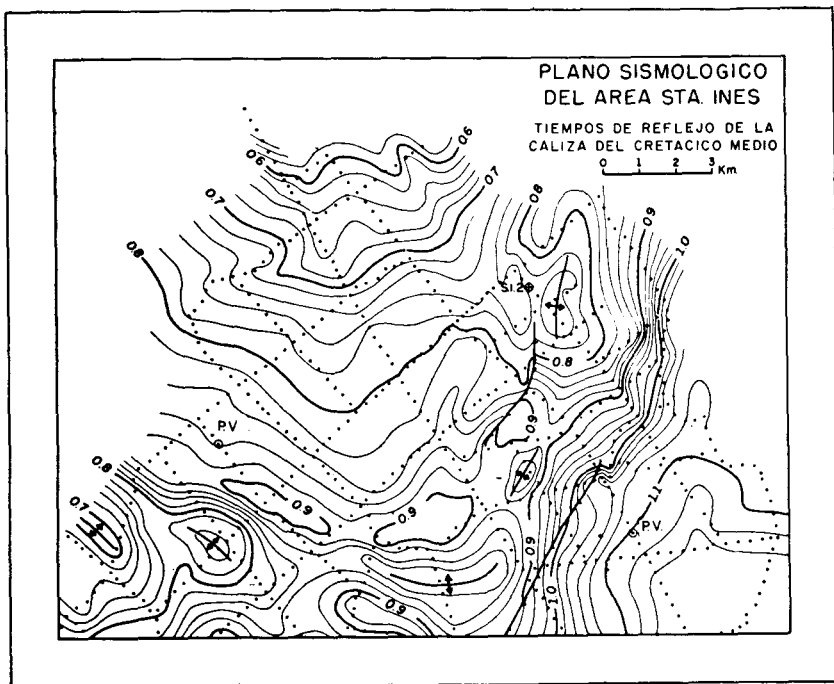 PLANO SISMOLOGICO
DEL AREA STA. INES
TIEMPOS DE REFLEJO DE LA
CALIZA DEL CRETACICO MEDIO
0 1 2 3 Km
0.6
0.6
0.7
0.7
0.8
0.8
0.9
1.0
S.I.2
0.8
0.9
P.V.
0.8
0.7
0.9
0.9
1.1
P.V.
0.9
1.0
0.9